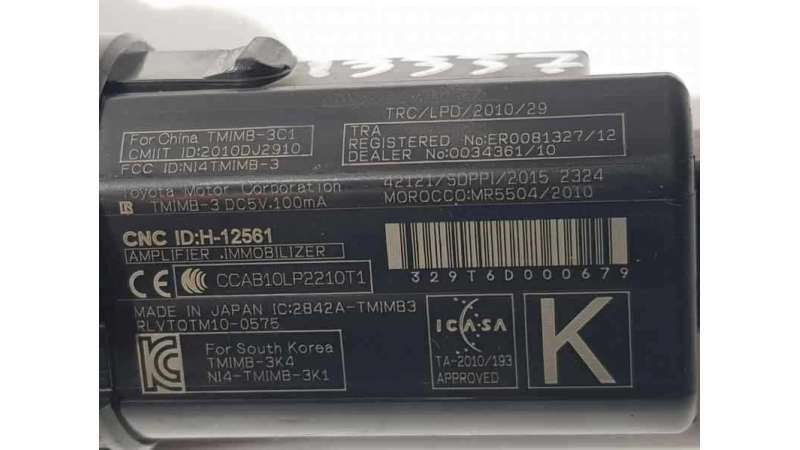 13337
TRC/LPD/2010/29
For China TMIMB-3C1
CMIIT ID:2010DJ2910
FCC ID:NI4TMIMB-3
TRA
REGISTERED No:ER0081327/12
DEALER No:0034361/10
Toyota Motor Corporation
TMIMB-3 DC5V.100mA
42121/SDPPI/2015 2324
MOROCCO:MR5504/2010
CNC ID:H-12561
AMPLIFIER .IMMOBILIZER
CE
CCAB10LP2210T1
329T6D000679
MADE IN JAPAN IC:2842A-TMIMB3
RLVTQTM10-0575
For South Korea
TMIMB-3K4
NI4-TMIMB-3K1
ICASA
TA-2010/193
APPROVED
K